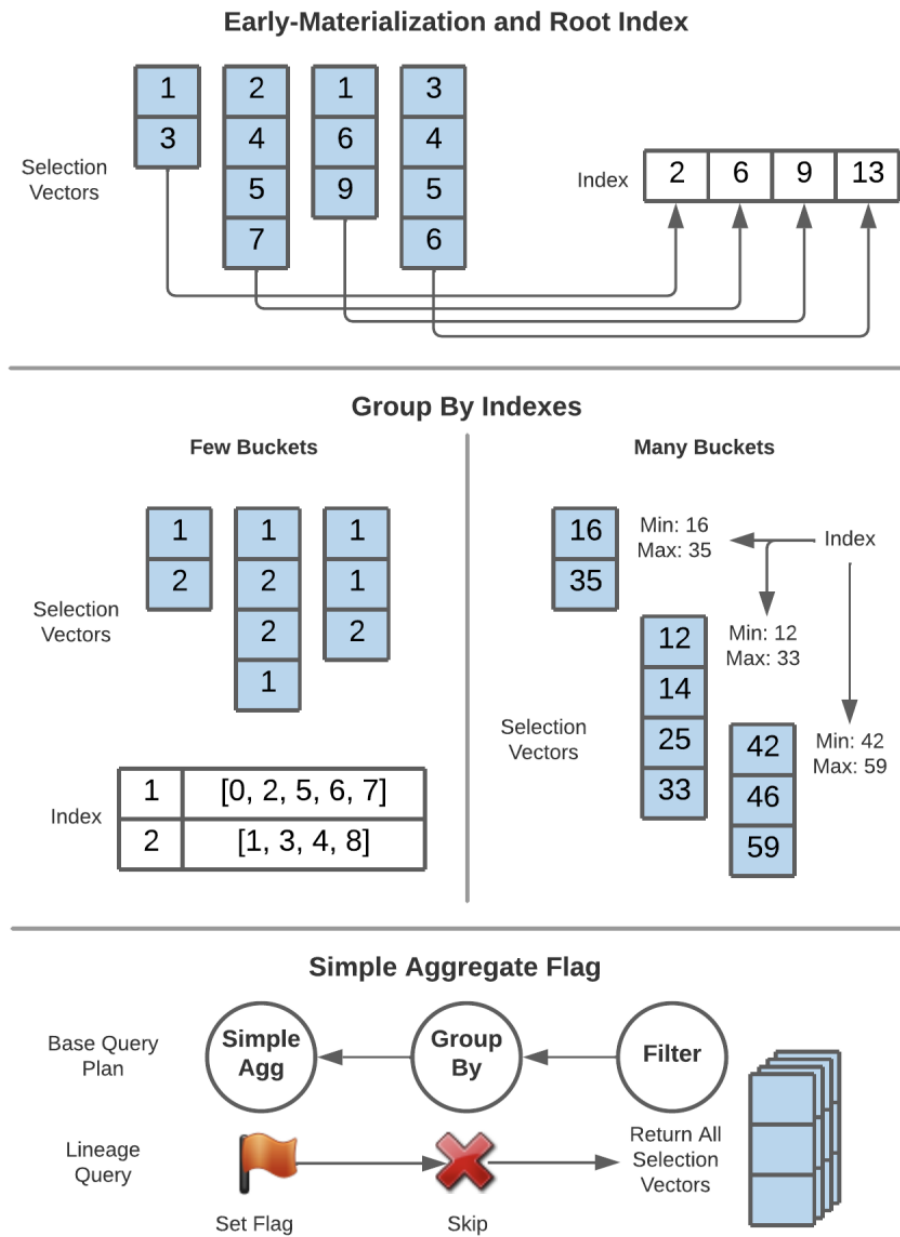 Early-Materialization and Root Index
Selection
Vectors
1
3
2
4
5
7
1
6
9
3
4
5
6
Index
2 6 9 13
Group By Indexes
Few Buckets
Selection
Vectors
1
2
1
2
2
1
1
1
2
Index
1 [0, 2, 5, 6, 7]
2 [1, 3, 4, 8]
Many Buckets
16
35
Min: 16
Max: 35
Index
12
14
25
33
Min: 12
Max: 33
Selection
Vectors
42
46
59
Min: 42
Max: 59
Simple Aggregate Flag
Base Query
Plan
Simple
Agg
Group
By
Filter
Lineage
Query
Set Flag
Skip
Return All
Selection
Vectors